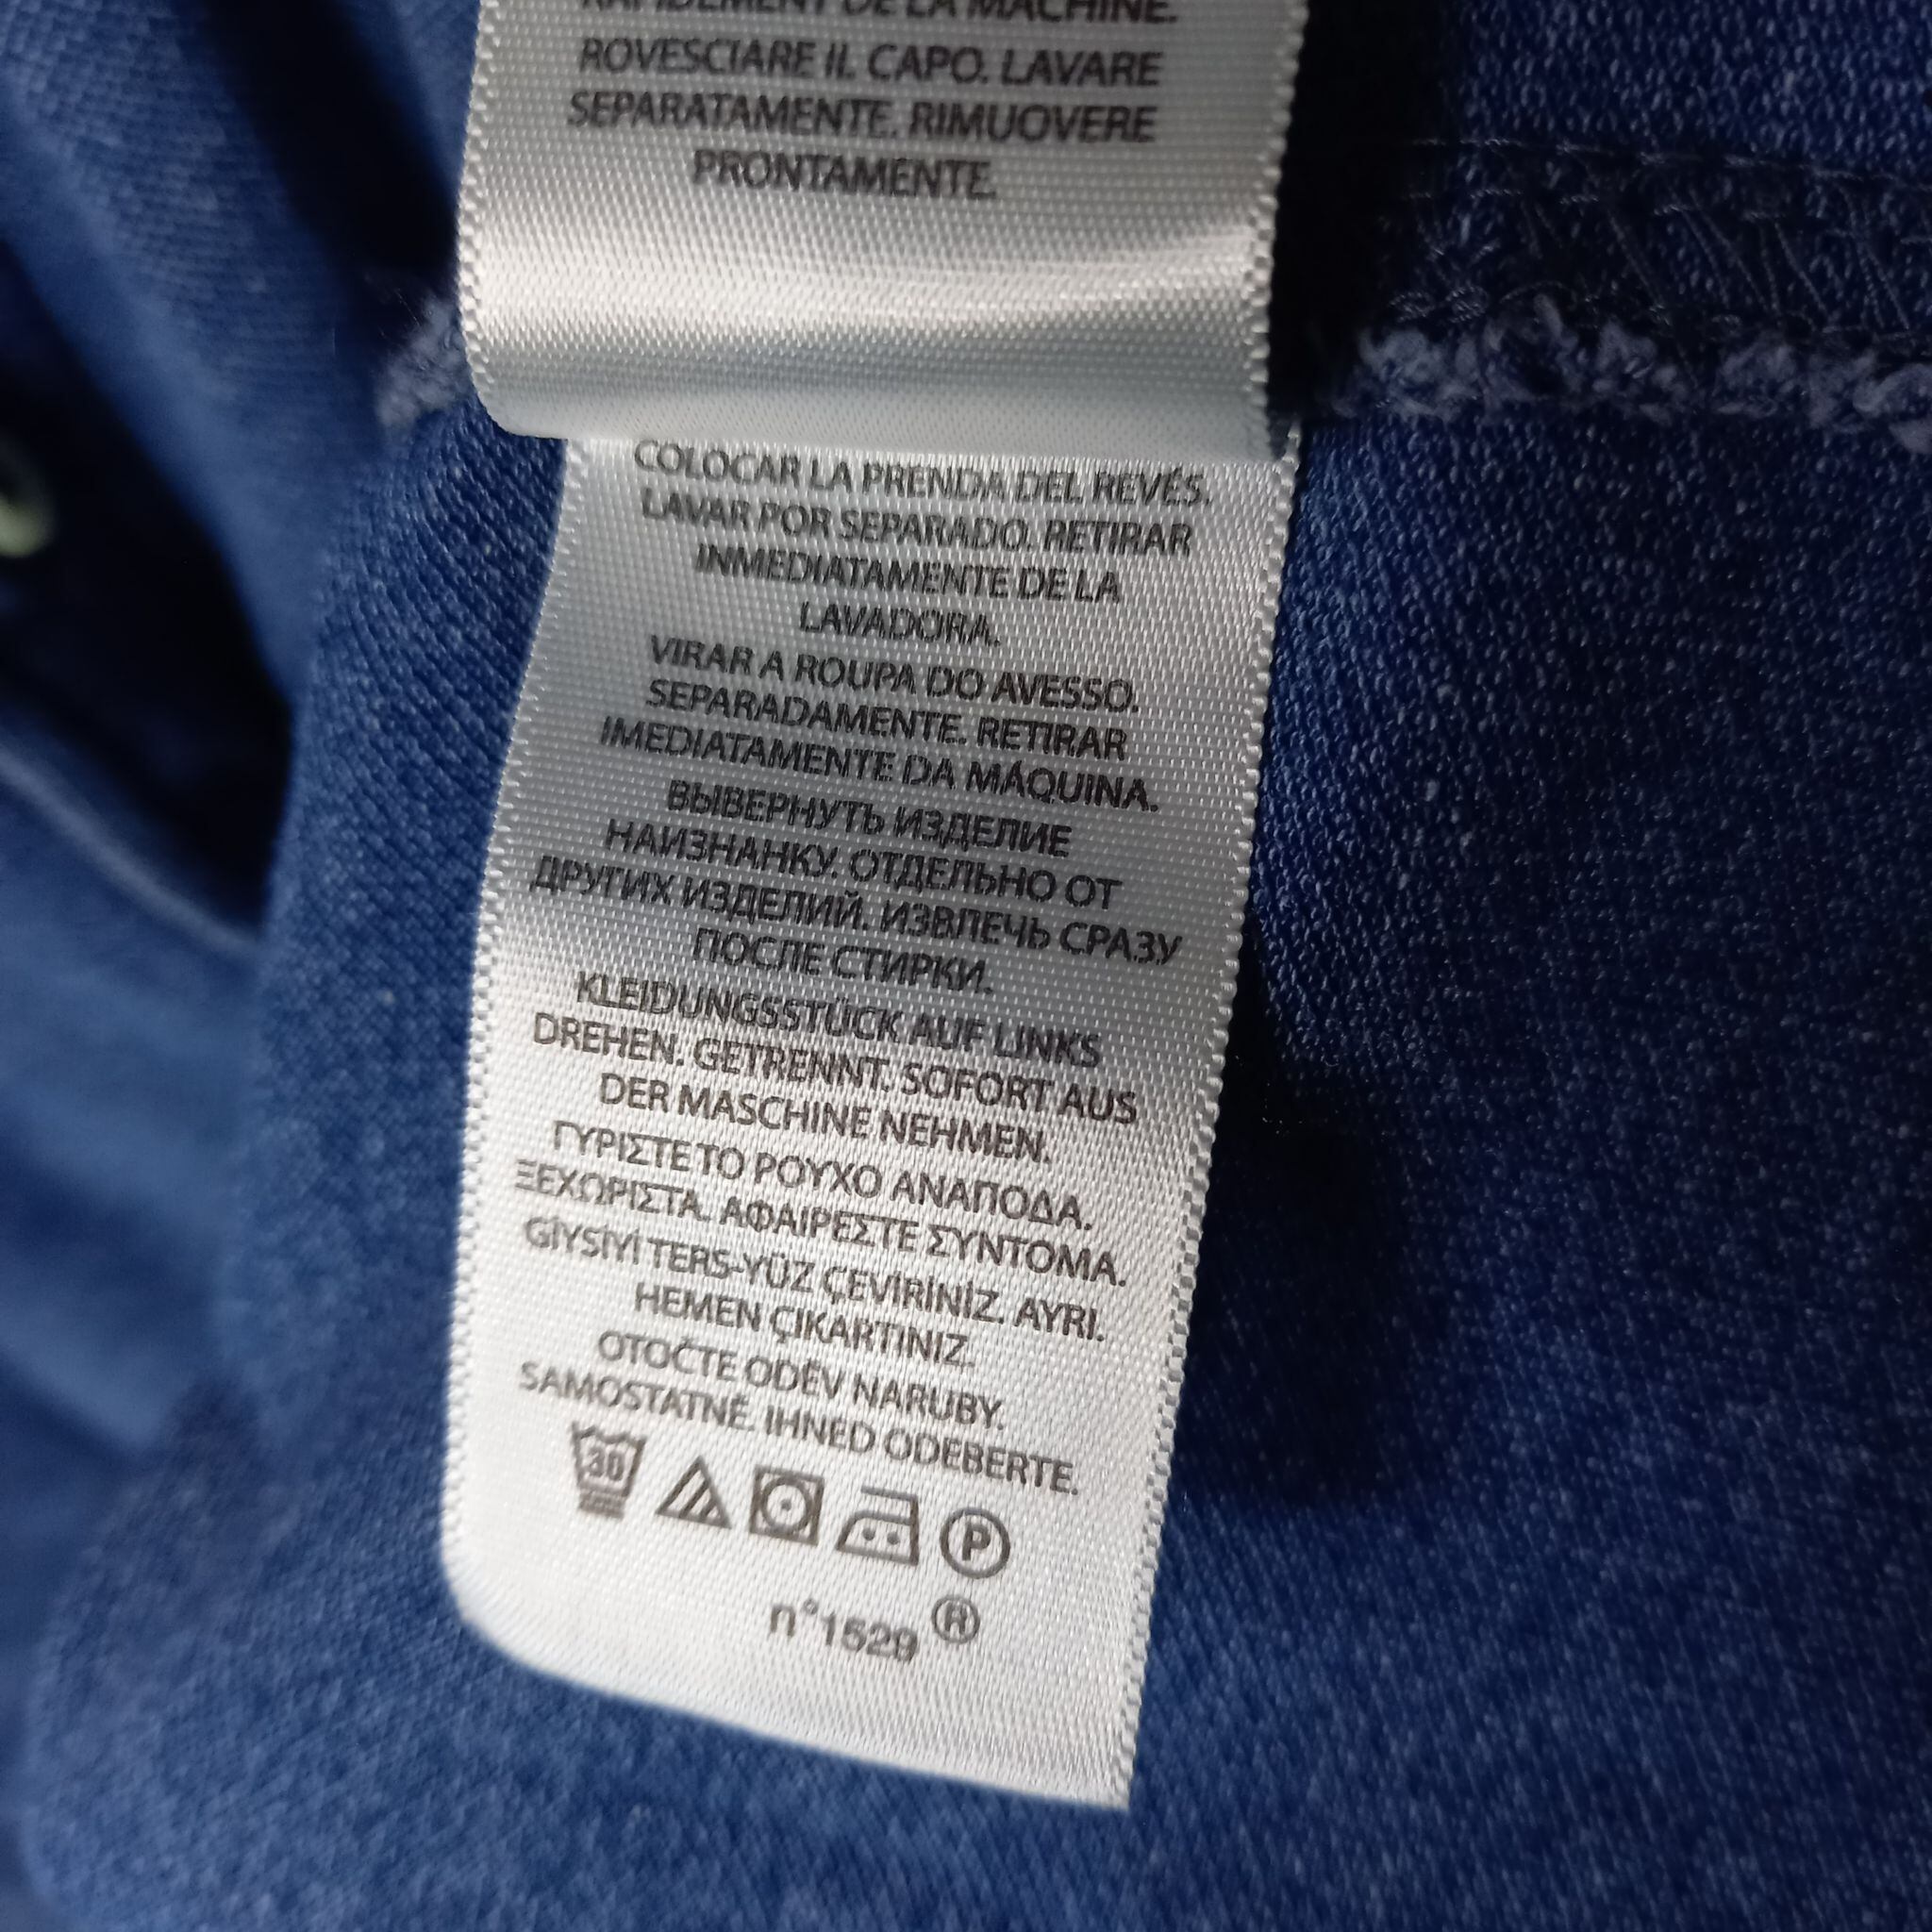 RAPIDEMENT DE LA MACHINE.
ROVESCIARE IL CAPO. LAVARE
SEPARATAMENTE. RIMUOVERE
PRONTAMENTE.
COLOCAR LA PRENDA DEL REVÉS.
LAVAR POR SEPARADO. RETIRAR
INMEDIATAMENTE DE LA
LAVADORA.
VIRAR A ROUPA DO AVESSO.
SEPARADAMENTE. RETIRAR
IMEDIATAMENTE DA MÁQUINA.
ВЫВЕРНУТЬ ИЗДЕЛИЕ
НАИЗНАНКУ. ОТДЕЛЬНО ОТ
ДРУГИХ ИЗДЕЛИЙ. ИЗВЛЕЧЬ СРАЗУ
ПОСЛЕ СТИРКИ.
KLEIDUNGSSTÜCK AUF LINKS
DREHEN. GETRENNT. SOFORT AUS
DER MASCHINE NEHMEN.
ΓΥΡΙΣΤΕ ΤΟ ΡΟΥΧΟ ΑΝΑΠΟΔΑ.
ΞΕΧΩΡΙΣΤΑ. ΑΦΑΙΡΕΣΤΕ ΣΥΝΤΟΜΑ.
GİYSİYİ TERS-YÜZ ÇEVİRİNİZ. AYRI.
HEMEN ÇIKARTINIZ.
OTOČTE ODĚV NARUBY.
SAMOSTATNĚ. IHNED ODEBERTE.
30 P
n°1529 ®